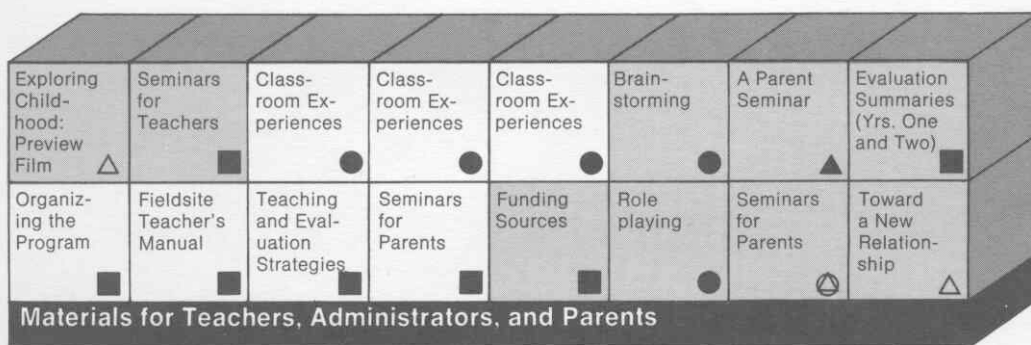 Exploring
Child-
hood:
Preview
Film
Seminars
for
Teachers
Class-
room Ex-
periences
Class-
room Ex-
periences
Class-
room Ex-
periences
Brain-
storming
A Parent
Seminar
Evaluation
Summaries
(Yrs. One
and Two)
Organiz-
ing the
Program
Fieldsite
Teacher's
Manual
Teaching
and Eval-
uation
Strategies
Seminars
for
Parents
Funding
Sources
Role
playing
Seminars
for
Parents
Toward
a New
Relation-
ship
Materials for Teachers, Administrators, and Parents